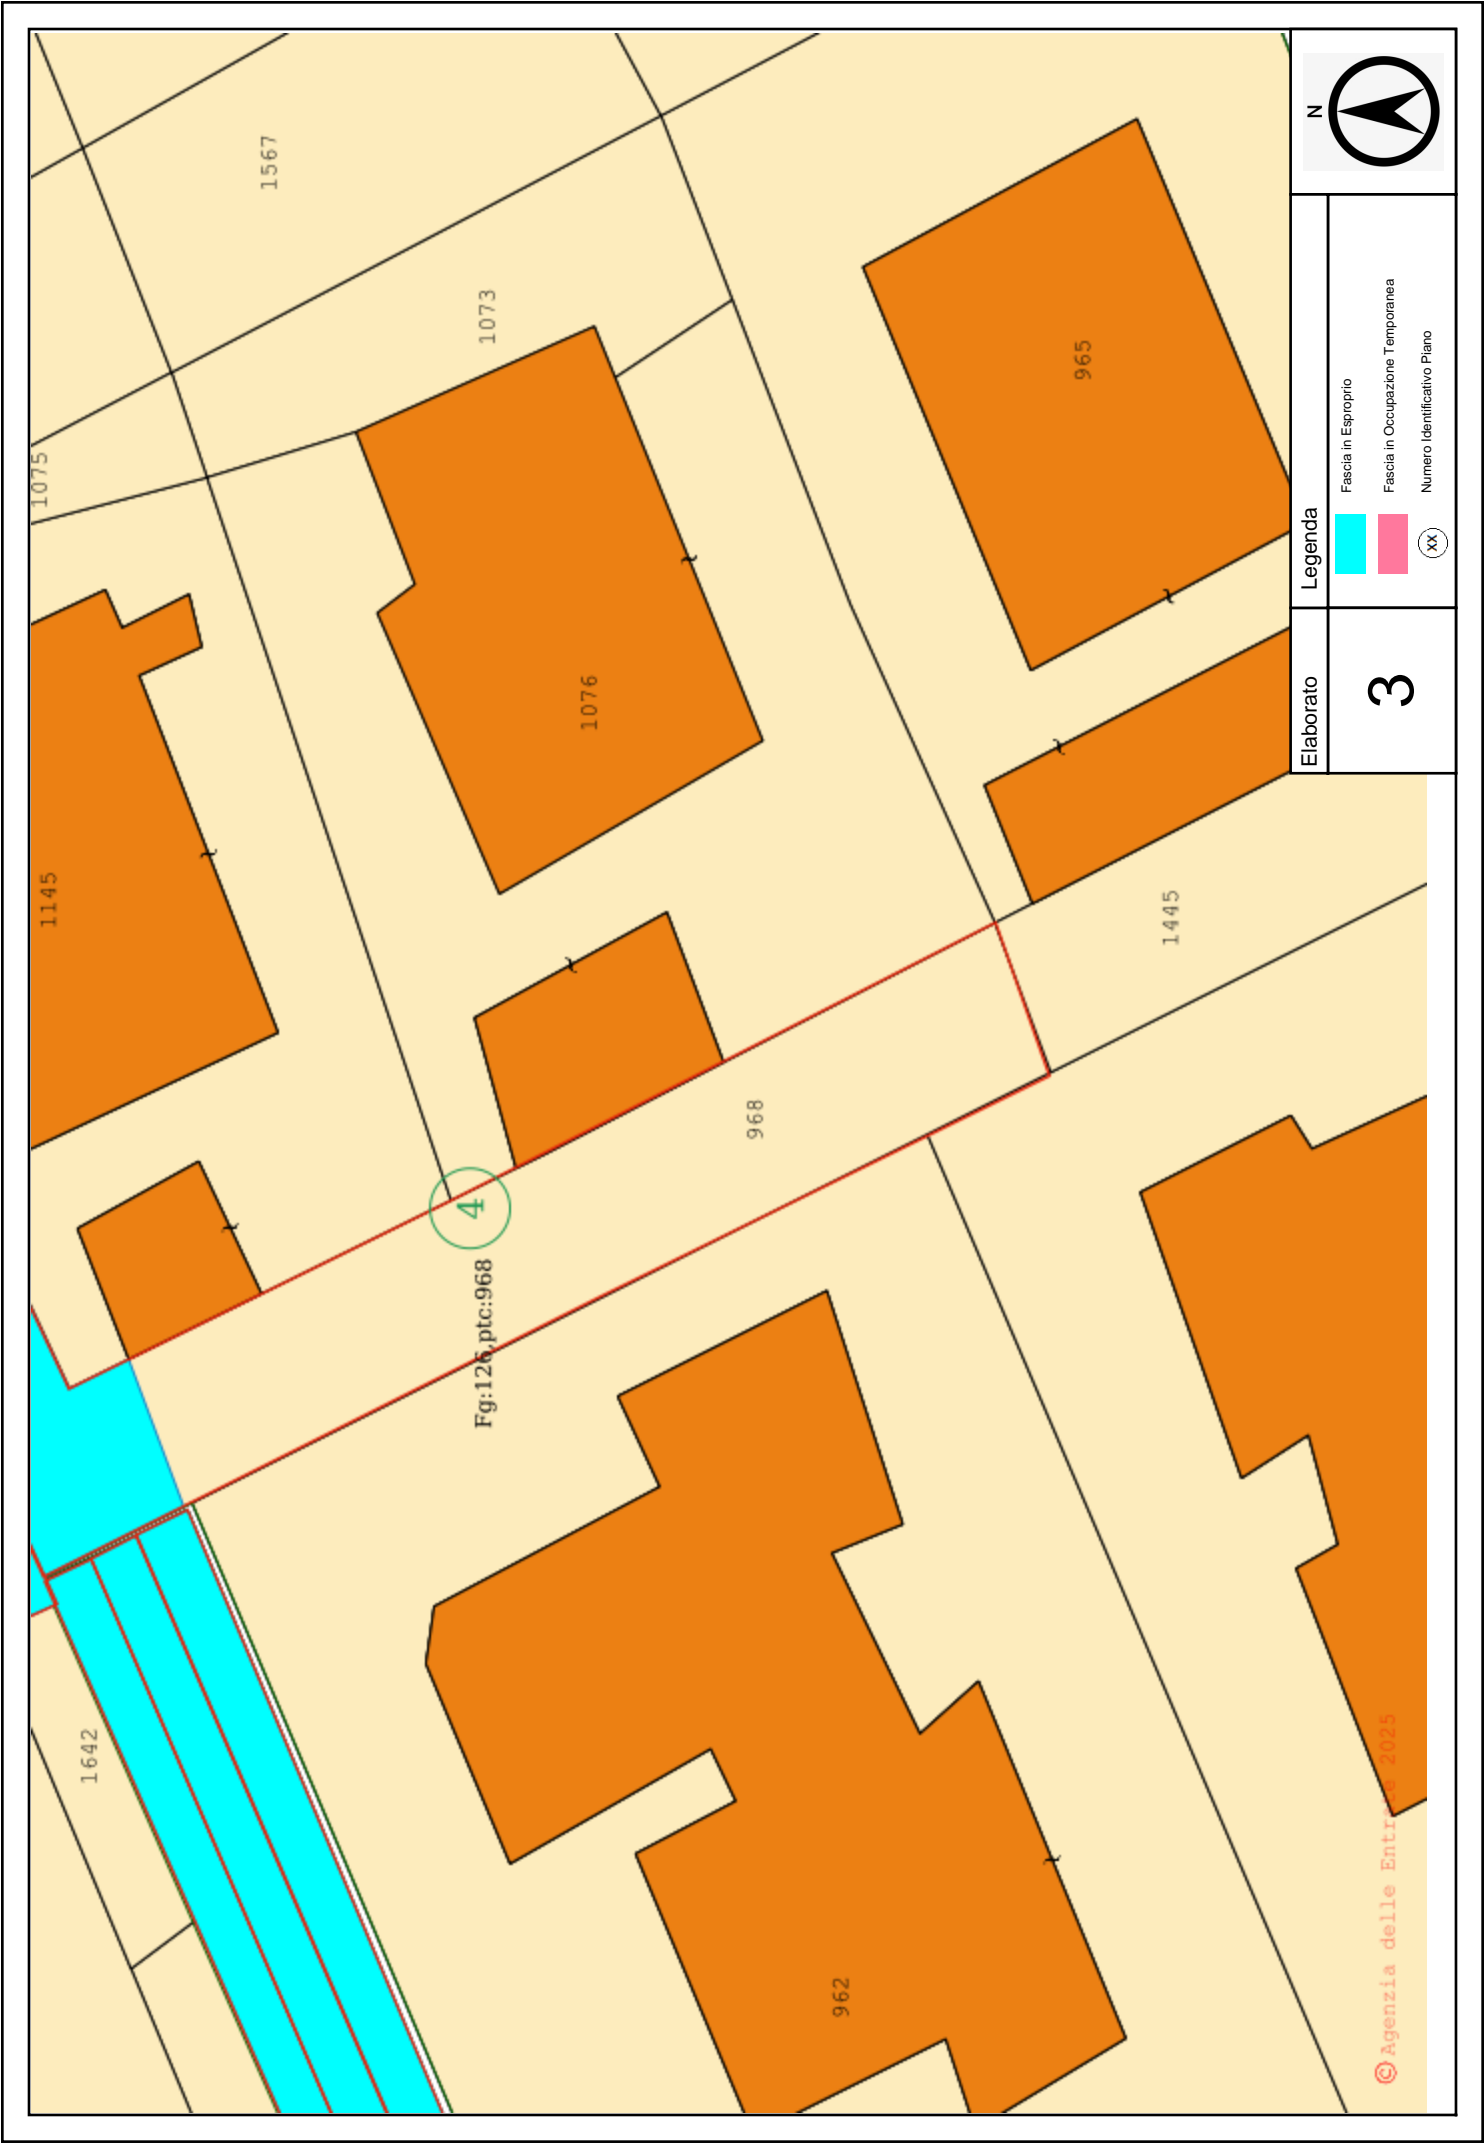 1567
1073
1075
965
1076
1145
1445
968
4
Fg:126,ptc:968
1642
962
© Agenzia delle Entrate 2025
N
Legenda
Fascia in Esproprio
Fascia in Occupazione Temporanea
xx
Numero Identificativo Piano
Elaborato
3